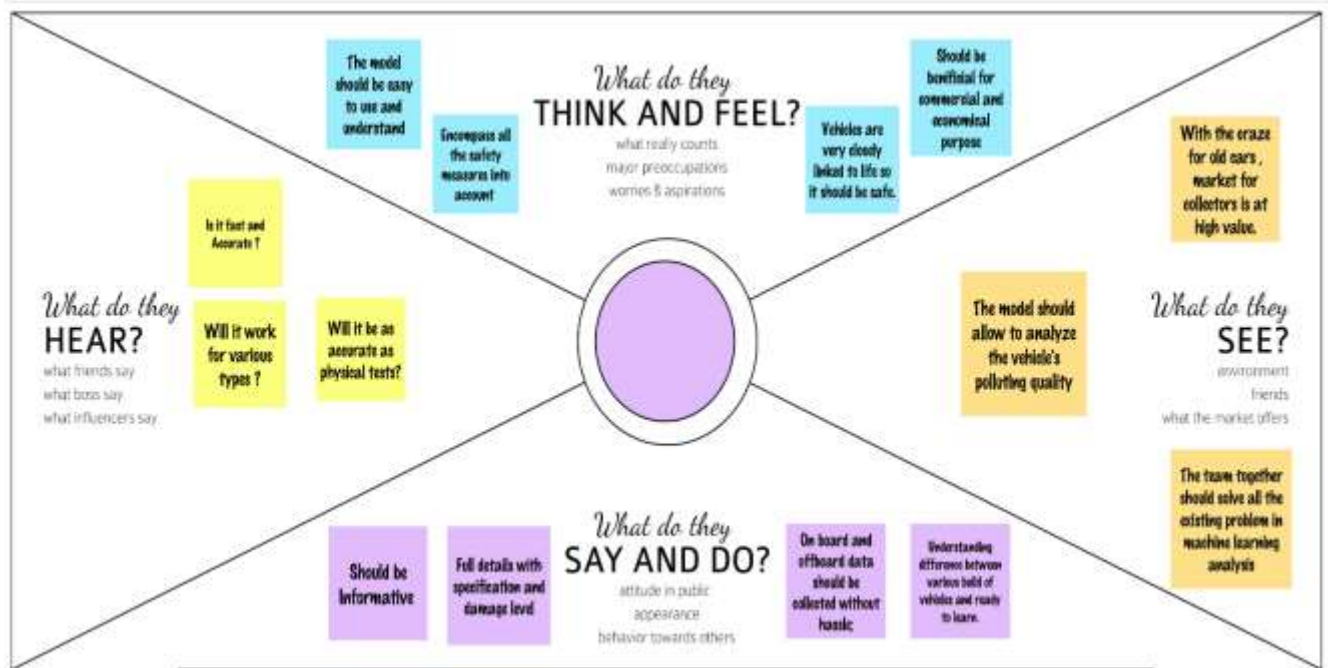 The model
should be easy
to use and
understand
Encompass all
the safety
measures into
account
What do they
THINK AND FEEL?
what really counts
major preoccupations
worries & aspirations
Vehicles are
very closely
linked to life so
it should be safe.
Should be
benificial for
commercial and
economical
purpose
Is it fast and
Accurate ?
What do they
HEAR?
what friends say
what boss say
what influencers say
Will it work
for various
types ?
Will it be as
accurate as
physical tests?
With the craze
for old cars ,
market for
collectors is at
high value.
The model should
allow to analyze
the vehicle's
polluting quality
What do they
SEE?
environment
friends
what the market offers
The team together
should solve all the
existing problem in
machine learning
analysis
Should be
Informative
Full details with
specification and
damage level
What do they
SAY AND DO?
attitude in public
appearance
behavior towards others
On board and
offboard data
should be
collected without
hassle;
Understanding
difference between
various build of
vehicles and ready
to learn.